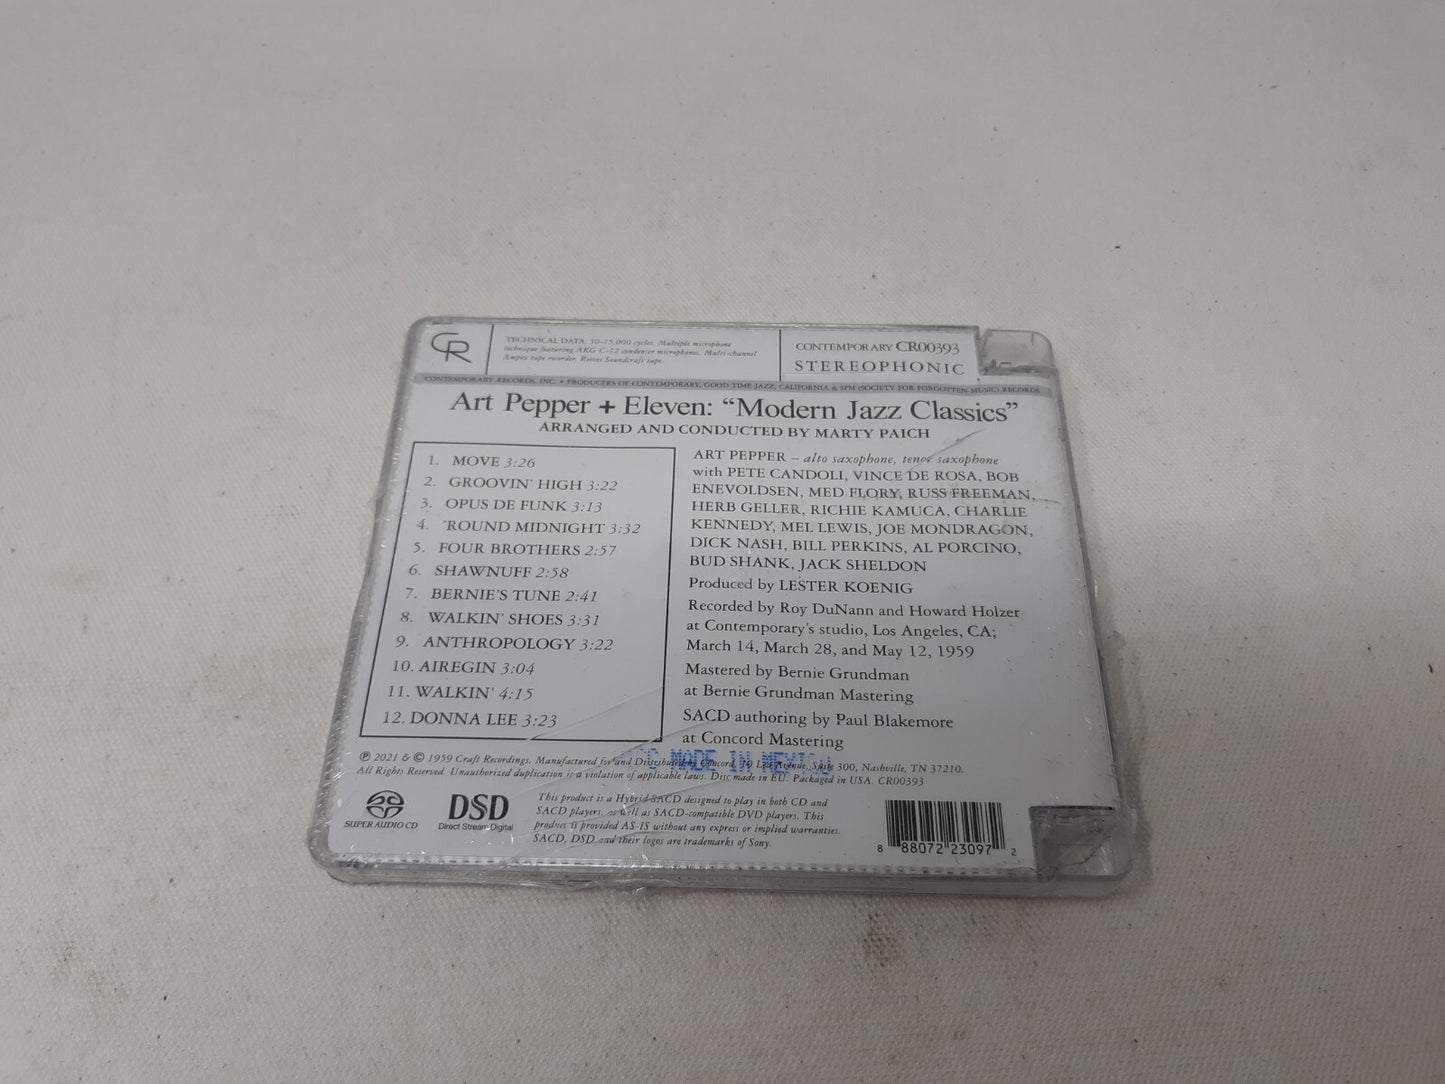 CR
TECHNICAL DATA: 30-15,000 cycles. Multiple microphone
technique featuring AKG C-12 condenser microphones. Multi-channel
Ampex tape recorder. Reeves Soundcraft tape.
CONTEMPORARY CR00393
STEREOPHONIC
CONTEMPORARY RECORDS, INC. • PRODUCERS OF CONTEMPORARY, GOOD TIME JAZZ, CALIFORNIA & SFM (SOCIETY FOR FORGOTTEN MUSIC) RECORDS
Art Pepper + Eleven: “Modern Jazz Classics”
ARRANGED AND CONDUCTED BY MARTY PAICH
1. MOVE 3:26
2. GROOVIN' HIGH 3:22
3. OPUS DE FUNK 3:13
4. 'ROUND MIDNIGHT 3:32
5. FOUR BROTHERS 2:57
6. SHAWNUFF 2:58
7. BERNIE'S TUNE 2:41
8. WALKIN' SHOES 3:31
9. ANTHROPOLOGY 3:22
10. AIREGIN 3:04
11. WALKIN' 4:15
12. DONNA LEE 3:23
ART PEPPER – alto saxophone, tenor saxophone
with PETE CANDOLI, VINCE DE ROSA, BOB
ENEVOLDSEN, MED FLORY, RUSS FREEMAN,
HERB GELLER, RICHIE KAMUCA, CHARLIE
KENNEDY, MEL LEWIS, JOE MONDRAGON,
DICK NASH, BILL PERKINS, AL PORCINO,
BUD SHANK, JACK SHELDON
Produced by LESTER KOENIG
Recorded by Roy DuNann and Howard Holzer
at Contemporary's studio, Los Angeles, CA;
March 14, March 28, and May 12, 1959
Mastered by Bernie Grundman
at Bernie Grundman Mastering
SACD authoring by Paul Blakemore
at Concord Mastering
MADE IN MEXICO
℗ 2021 & © 1959 Craft Recordings. Manufactured for and Distributed by Concord, 10 Lea Avenue, Suite 300, Nashville, TN 37210.
All Rights Reserved. Unauthorized duplication is a violation of applicable laws. Disc made in EU. Packaged in USA. CR00393
SUPER AUDIO CD
DSD
Direct Stream Digital
This product is a Hybrid SACD designed to play in both CD and
SACD players, as well as SACD-compatible DVD players. This
product is provided AS-IS without any express or implied warranties.
SACD, DSD and their logos are trademarks of Sony.
8 88072 23097 2